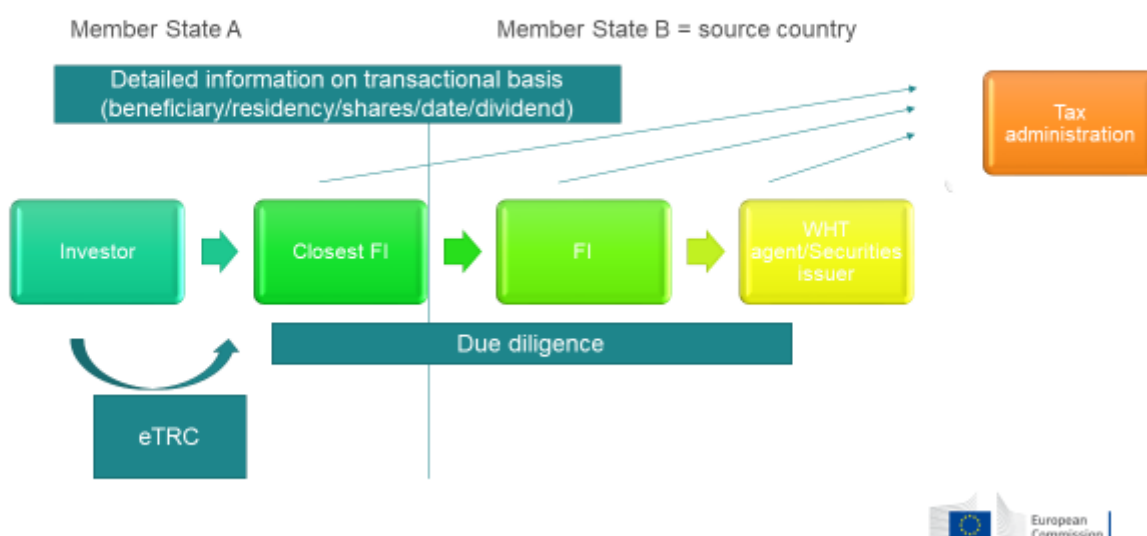 Member State A
Member State B = source country
Detailed information on transactional basis
(beneficiary/residency/shares/date/dividend)
Tax
administration
Investor
Closest FI
FI
WHT
agent/Securities
issuer
Due diligence
eTRC
European
Commission